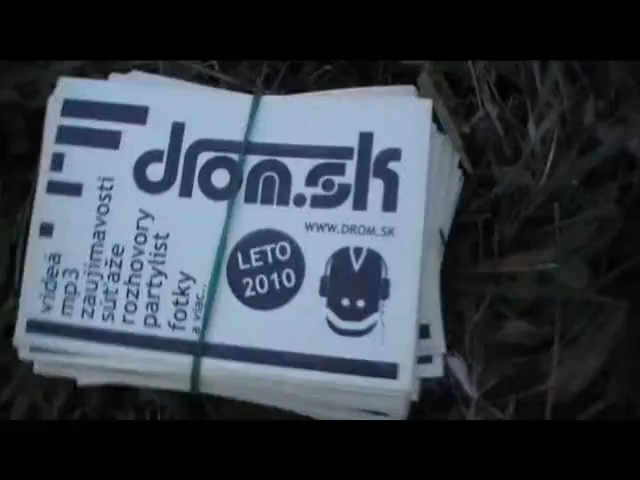 drom.sk
WWW.DROM.SK
LETO
2010
videá
mp3
zaujímavosti
súťaže
rozhovory
partylist
fotky
a viac..